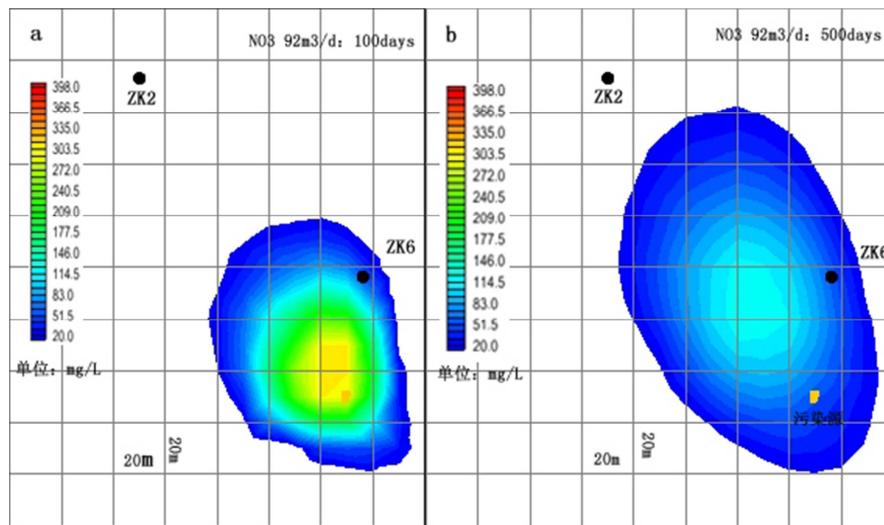 a
NO3 92m3/d: 100days
ZK2
398.0
366.5
335.0
303.5
272.0
240.5
209.0
177.5
146.0
114.5
83.0
51.5
20.0
单位: mg/L
ZK6
20m
20m
b
NO3 92m3/d: 500days
ZK2
398.0
366.5
335.0
303.5
272.0
240.5
209.0
177.5
146.0
114.5
83.0
51.5
20.0
单位: mg/L
ZK6
污染源
20m
20m